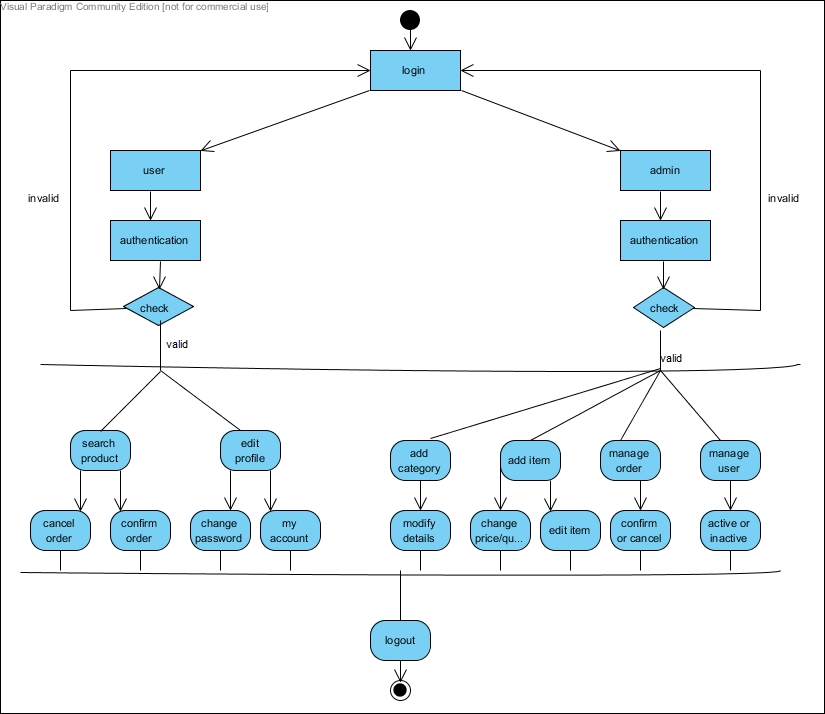 Visual Paradigm Community Edition [not for commercial use]
login
user
admin
invalid
invalid
authentication
authentication
check
check
valid
valid
search
product
edit
profile
add
category
add item
manage
order
manage
user
cancel
order
confirm
order
change
password
my
account
modify
details
change
price/qu...
edit item
confirm
or cancel
active or
inactive
logout